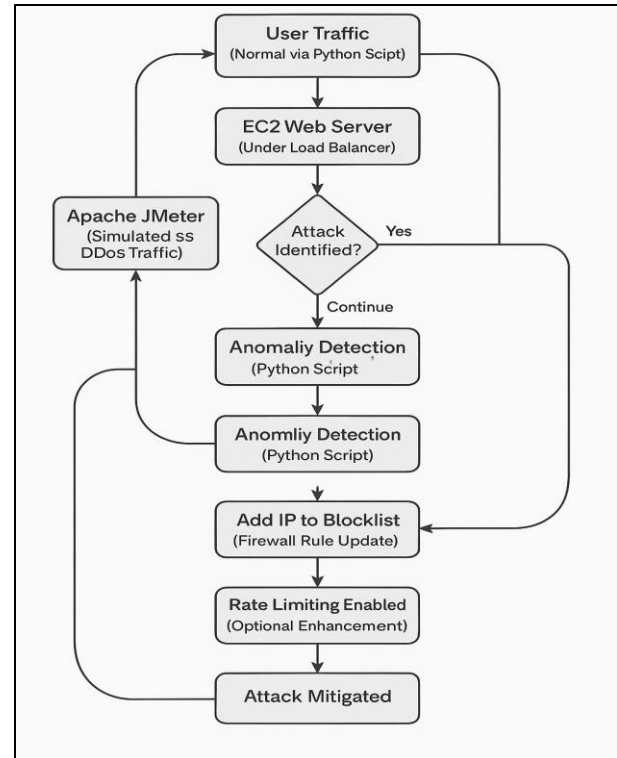 User Traffic
(Normal via Python Scipt)
EC2 Web Server
(Under Load Balancer)
Apache JMeter
(Simulated ss
DDos Traffic)
Attack
Identified?
Yes
Continue
Anomaliy Detection
(Python Script
Anomliy Detection
(Python Script)
Add IP to Blocklist
(Firewall Rule Update)
Rate Limiting Enabled
(Optional Enhancement)
Attack Mitigated